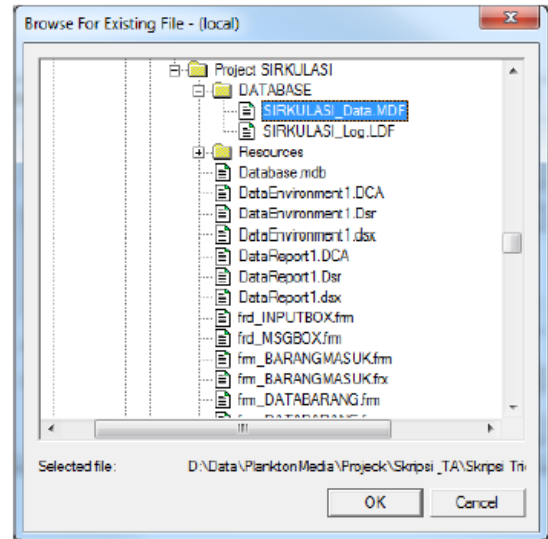 Browse For Existing File - (local)
Project SIRKULASI
DATABASE
SIRKULASI_Data.MDF
SIRKULASI_Log.LDF
Resources
Database.mdb
DataEnvironment1.DCA
DataEnvironment1.Dsr
DataEnvironment1.dsx
DataReport1.DCA
DataReport1.Dsr
DataReport1.dsx
frd_INPUTBOX.frm
frd_MSGBOX.frm
frm_BARANGMASUK.frm
frm_BARANGMASUK.frx
frm_DATABARANG.frm
Selected file:
D:\Data\PlanktonMedia\Projeck\Skripsi_TA\Skripsi Tri
OK
Cancel